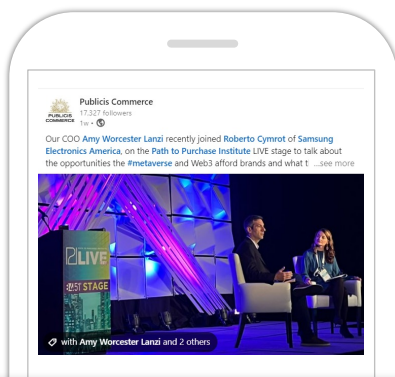 PUBLICIS
COMMERCE
Publicis Commerce
17,327 followers
1w •
Our COO Amy Worcester Lanzi recently joined Roberto Cymrot of Samsung
Electronics America, on the Path to Purchase Institute LIVE stage to talk about
the opportunities the #metaverse and Web3 afford brands and what t ...see more
LIVE
STAGE
with Amy Worcester Lanzi and 2 others